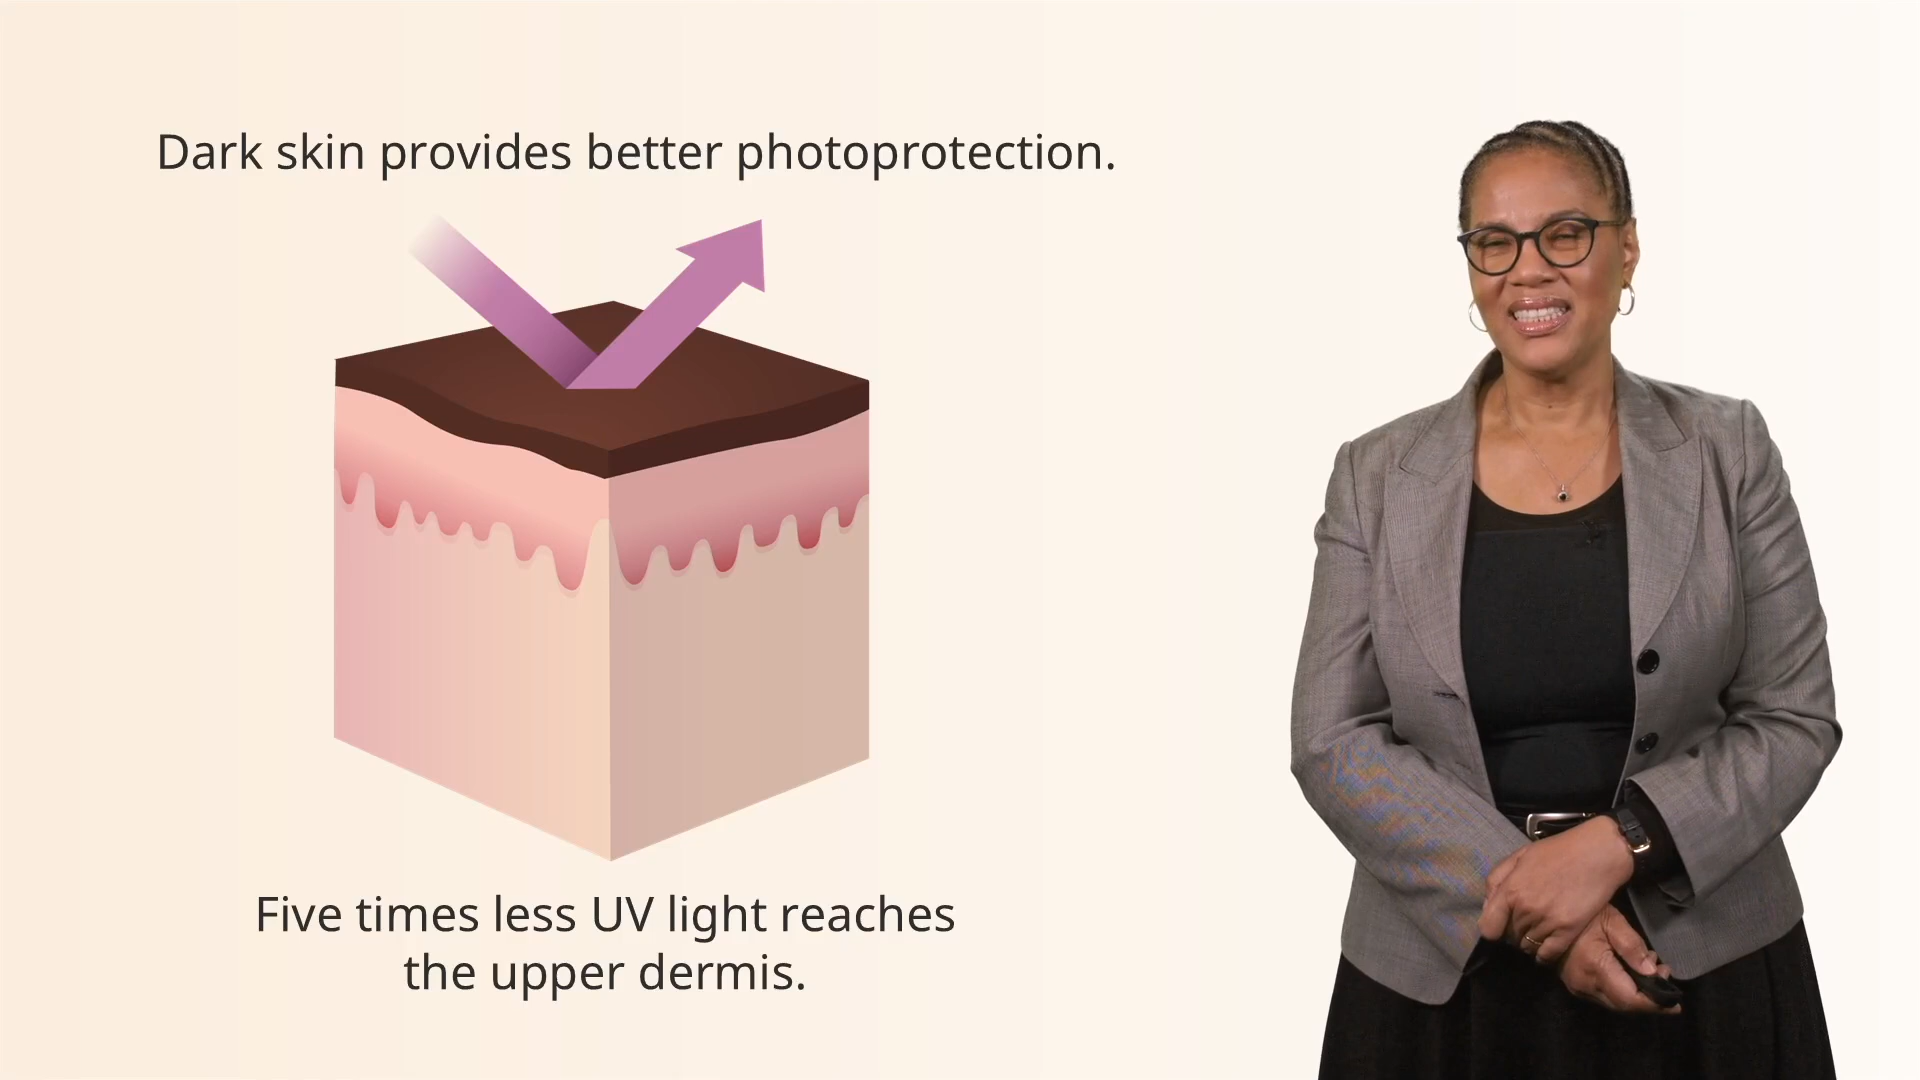 Dark skin provides better photoprotection.
Five times less UV light reaches
the upper dermis.